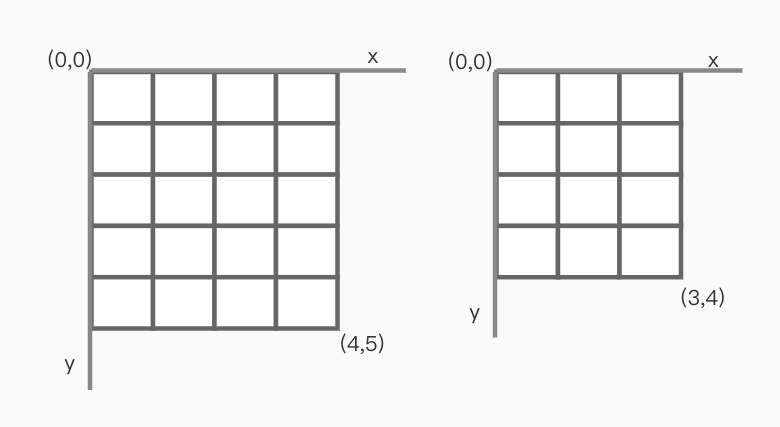 (0,0)
x
y
(4,5)
(0,0)
x
y
(3,4)